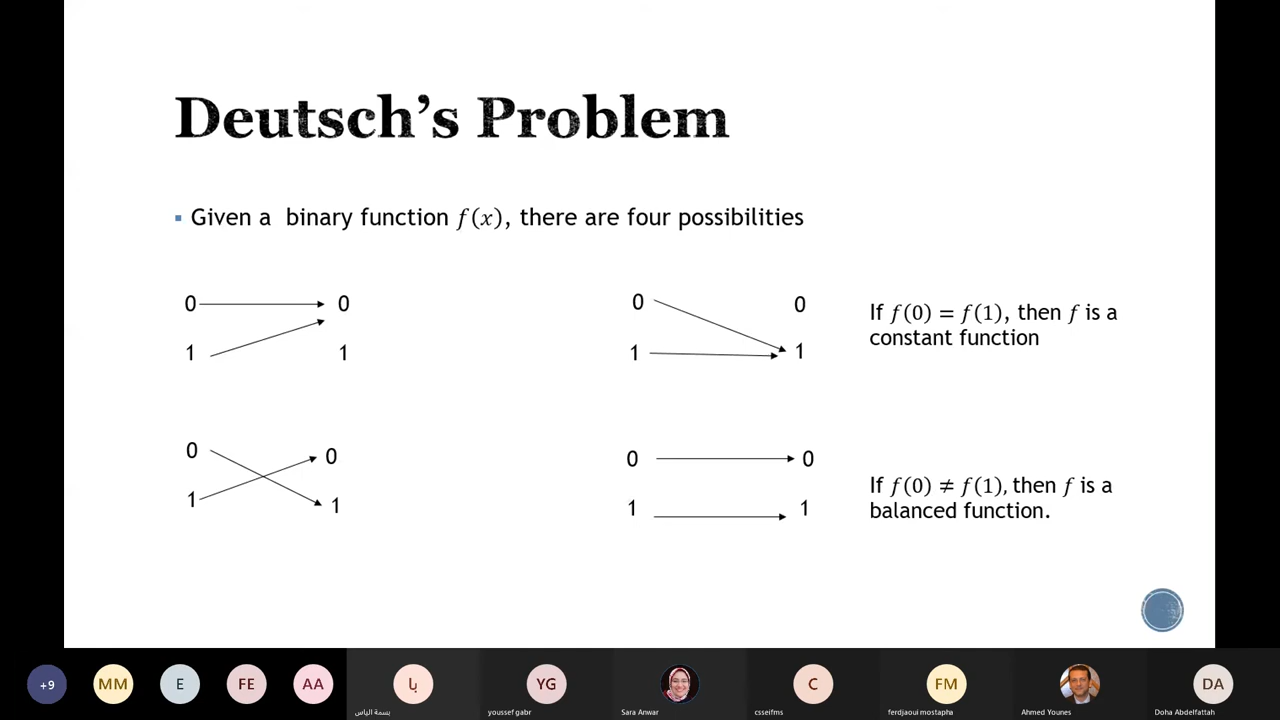 Deutsch's Problem
Given a binary function f(x), there are four possibilities
0 0
1 1
0 0
1 1
If f(0) = f(1), then f is a
constant function
0 0
1 1
0 0
1 1
If f(0) ≠ f(1), then f is a
balanced function.
+9
MM
E
FE
AA
با
YG
C
FM
DA
بسمة الياس
youssef gabr
Sara Anwar
csseifms
ferdjaoui mostapha
Ahmed Younes
Doha Abdelfattah